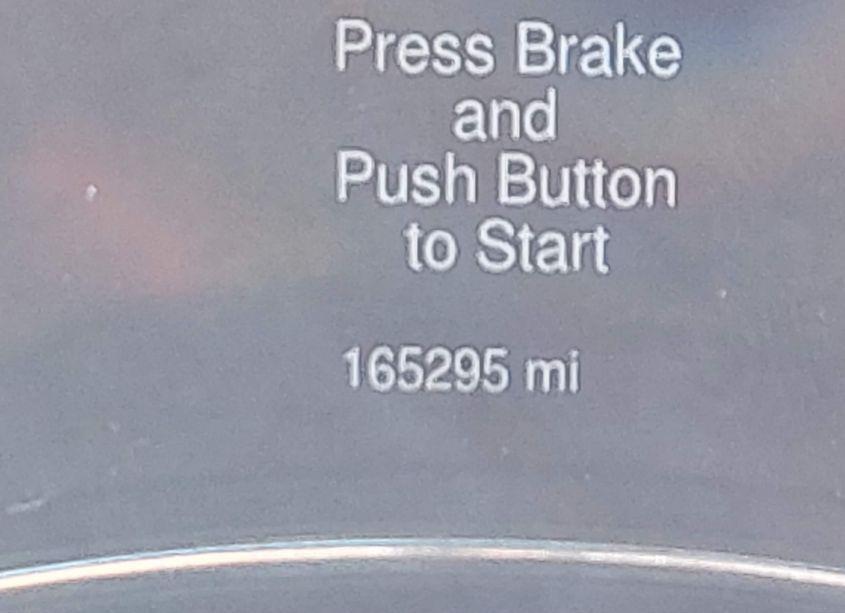 Press Brake
and
Push Button
to Start
165295 mi